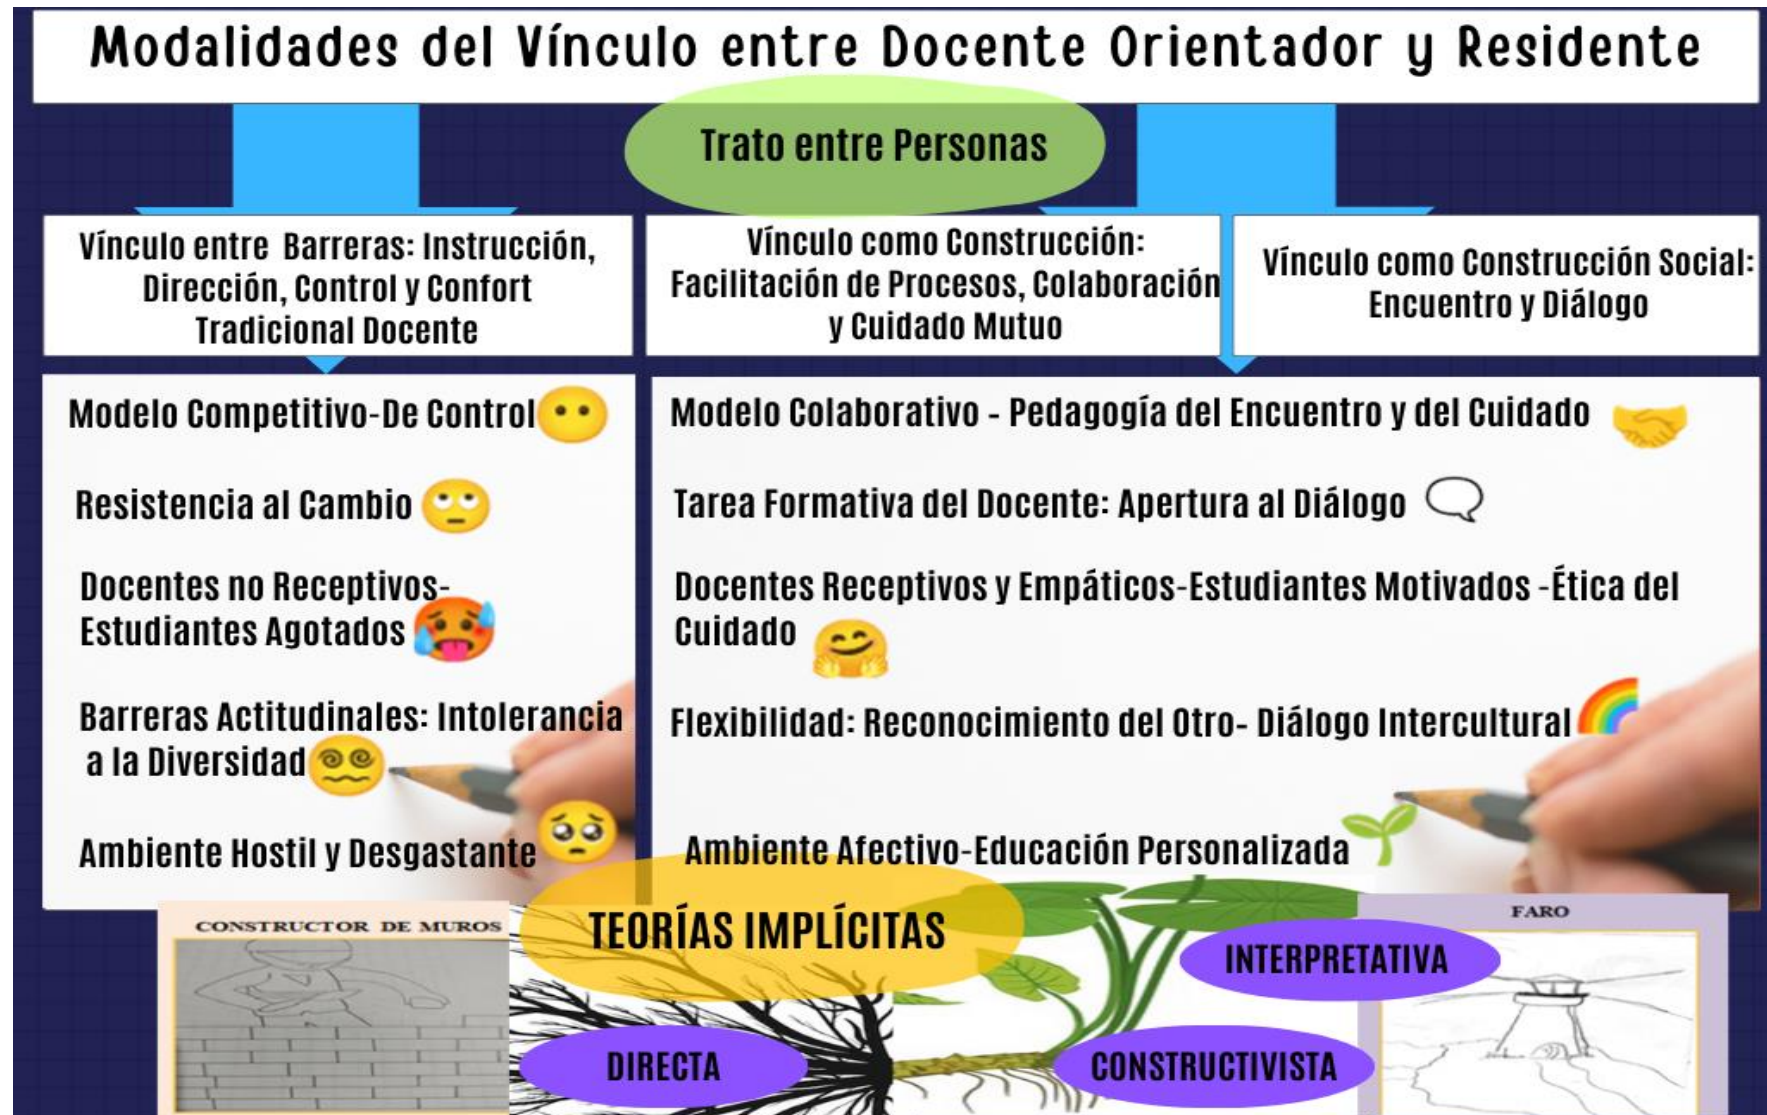 Modalidades del Vínculo entre Docente Orientador y Residente
Trato entre Personas
Vínculo entre Barreras: Instrucción,
Dirección, Control y Confort
Tradicional Docente
Vínculo como Construcción:
Facilitación de Procesos, Colaboración
y Cuidado Mutuo
Vínculo como Construcción Social:
Encuentro y Diálogo
Modelo Competitivo-De Control
Resistencia al Cambio
Docentes no Receptivos-
Estudiantes Agotados
Barreras Actitudinales: Intolerancia
a la Diversidad
Ambiente Hostil y Desgastante
Modelo Colaborativo - Pedagogía del Encuentro y del Cuidado
Tarea Formativa del Docente: Apertura al Diálogo
Docentes Receptivos y Empáticos-Estudiantes Motivados -Ética del
Cuidado
Flexibilidad: Reconocimiento del Otro- Diálogo Intercultural
Ambiente Afectivo-Educación Personalizada
CONSTRUCTOR DE MUROS
TEORÍAS IMPLÍCITAS
DIRECTA
INTERPRETATIVA
CONSTRUCTIVISTA
FARO